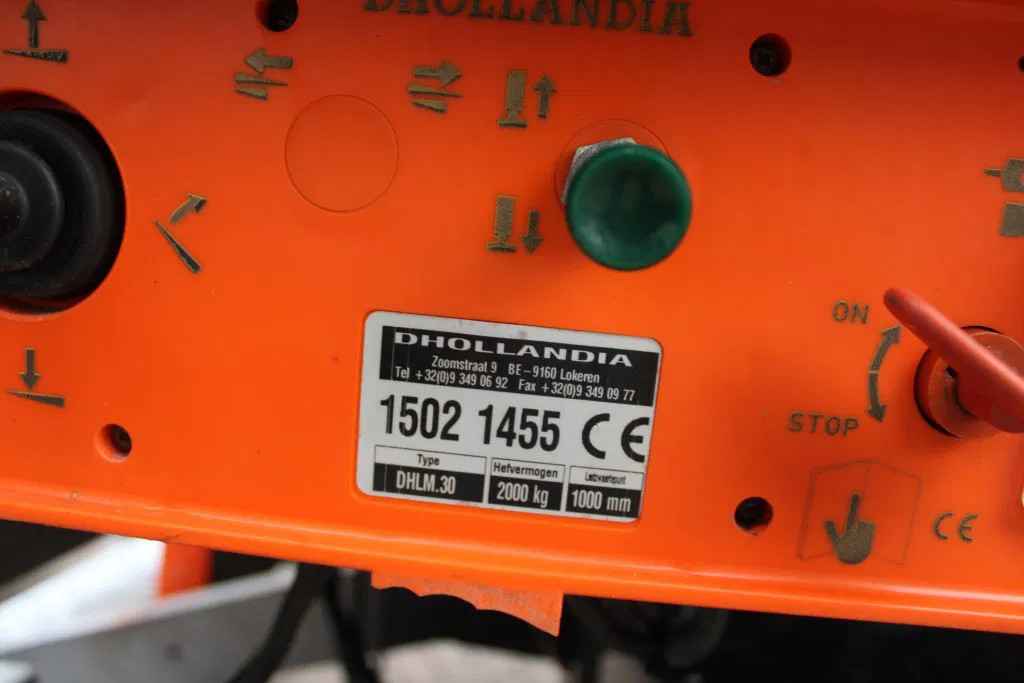 DHOLLANDIA
ON
STOP
CE
DHOLLANDIA
Zoomstraat 9 BE-9160 Lokeren
Tel +32(0)9 349 06 92 Fax +32(0)9 349 09 77
1502 1455 CE
Type Hefvermogen
DHLM.30 2000 kg 1000 mm